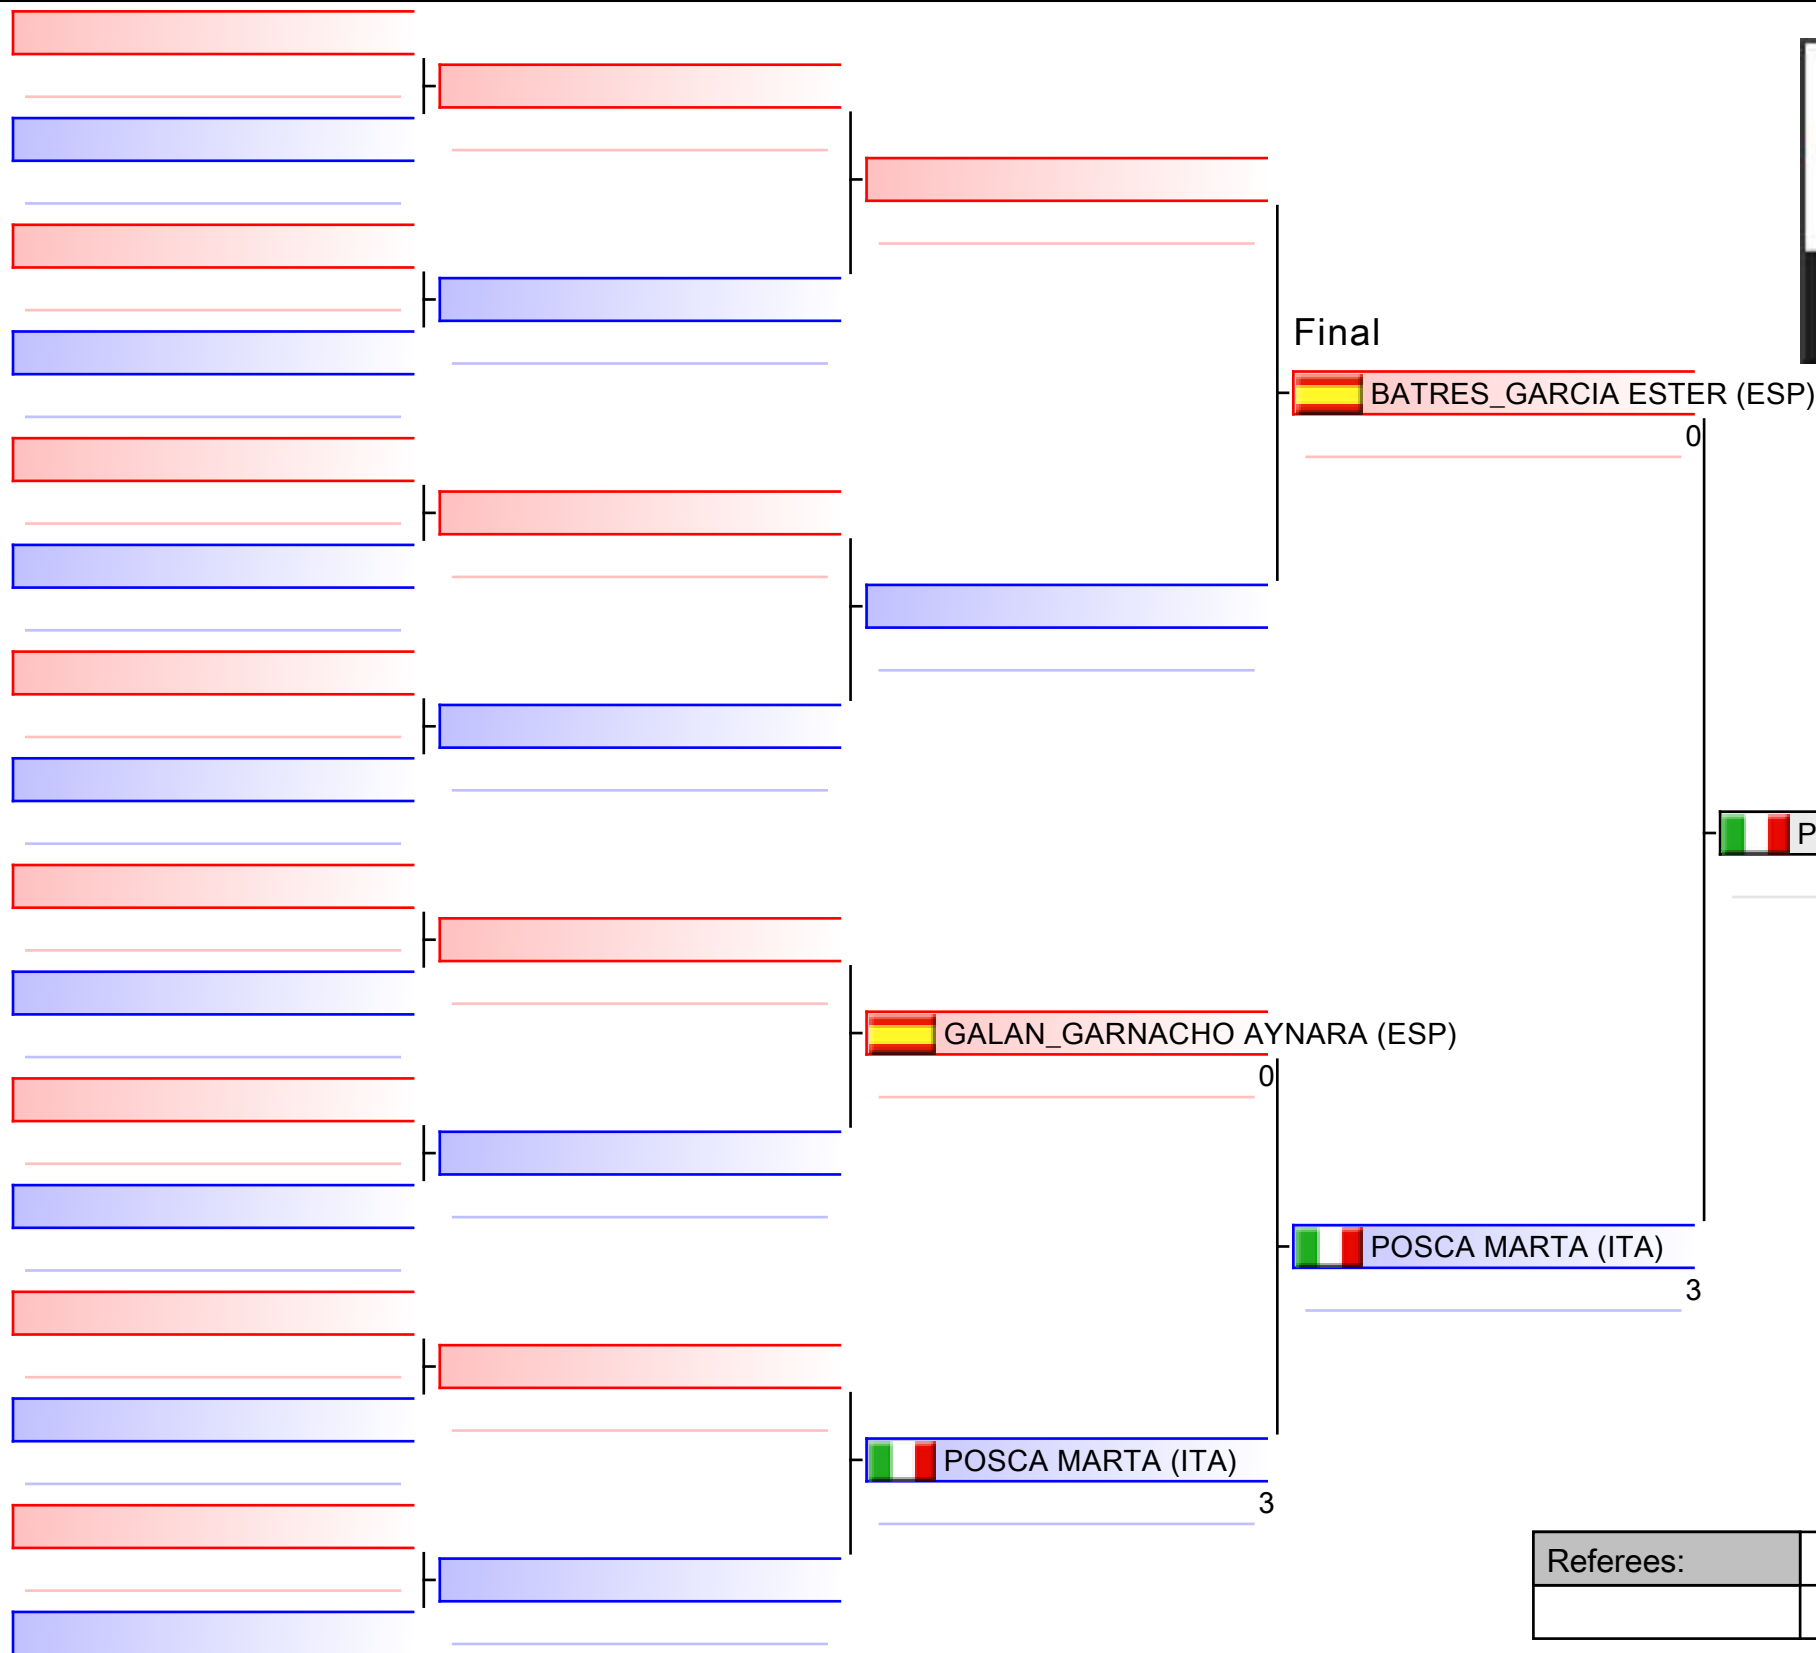 Final
BATRES_GARCIA ESTER (ESP)
0
P
GALAN_GARNACHO AYNARA (ESP)
0
POSCA MARTA (ITA)
3
POSCA MARTA (ITA)
3
Referees: